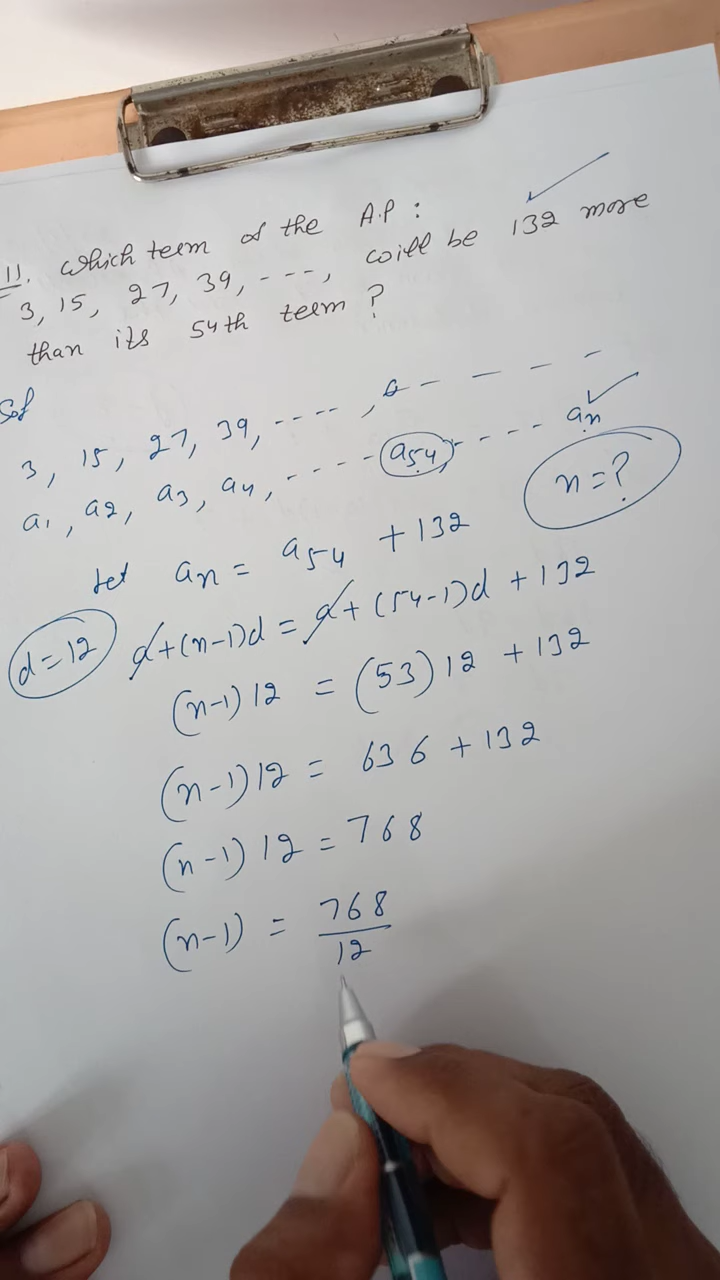 11. Which term of the A.P :
3, 15, 27, 39, ---, will be 132 more
than its 54th term ?
Sol
3, 15, 27, 39, ----, a - - - - -
a1, a2, a3, a4, ---- a54 ---- an
n = ?
let an = a54 + 132
d = 12
a + (n-1)d = a + (54-1)d + 132
(n-1) 12 = (53) 12 + 132
(n-1)12 = 636 + 132
(n-1) 12 = 768
(n-1) = 768
12